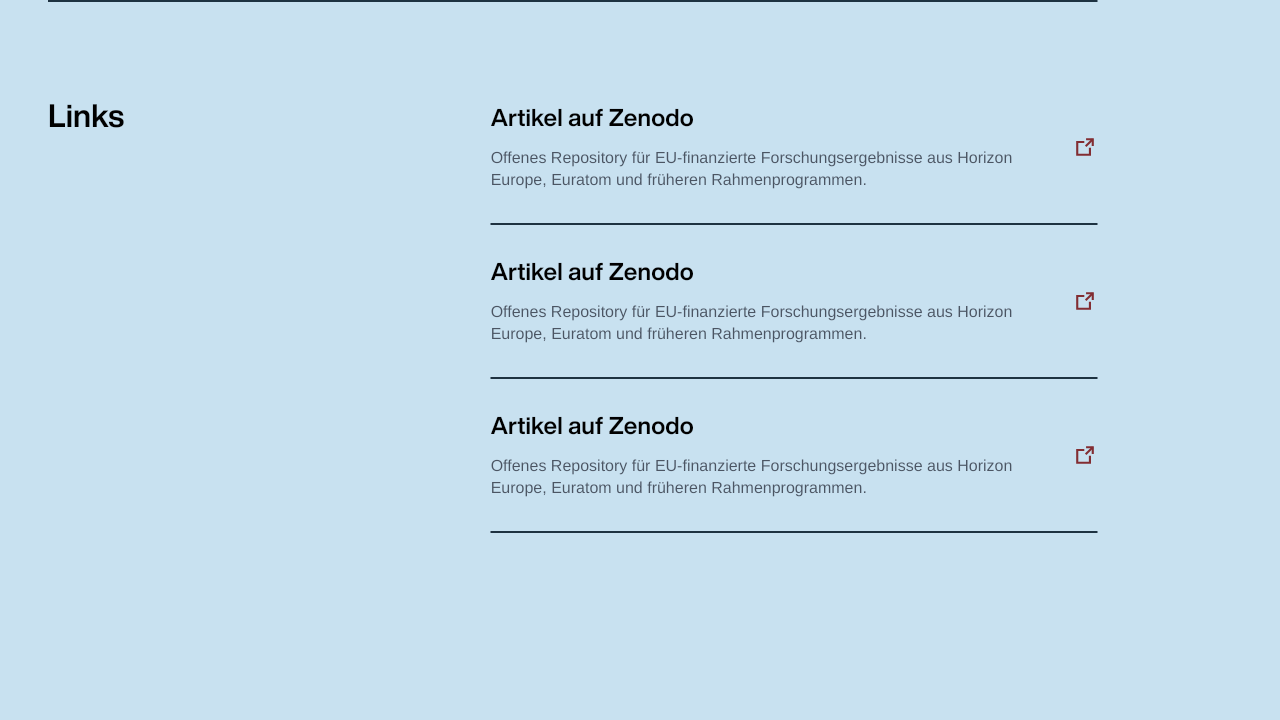 Links
Artikel auf Zenodo
Offenes Repository für EU-finanzierte Forschungsergebnisse aus Horizon
Europe, Euratom und früheren Rahmenprogrammen.
Artikel auf Zenodo
Offenes Repository für EU-finanzierte Forschungsergebnisse aus Horizon
Europe, Euratom und früheren Rahmenprogrammen.
Artikel auf Zenodo
Offenes Repository für EU-finanzierte Forschungsergebnisse aus Horizon
Europe, Euratom und früheren Rahmenprogrammen.